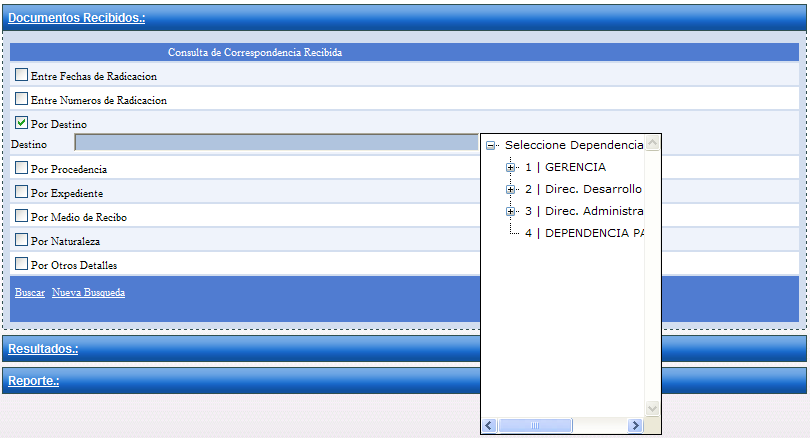 Documentos Recibidos.:
Consulta de Correspondencia Recibida
Entre Fechas de Radicacion
Entre Numeros de Radicacion
Por Destino
Destino
Seleccione Dependencia
1 | GERENCIA
2 | Direc. Desarrollo
3 | Direc. Administra
4 | DEPENDENCIA PA
Por Procedencia
Por Expediente
Por Medio de Recibo
Por Naturaleza
Por Otros Detalles
Buscar Nueva Busqueda
Resultados.:
Reporte.: